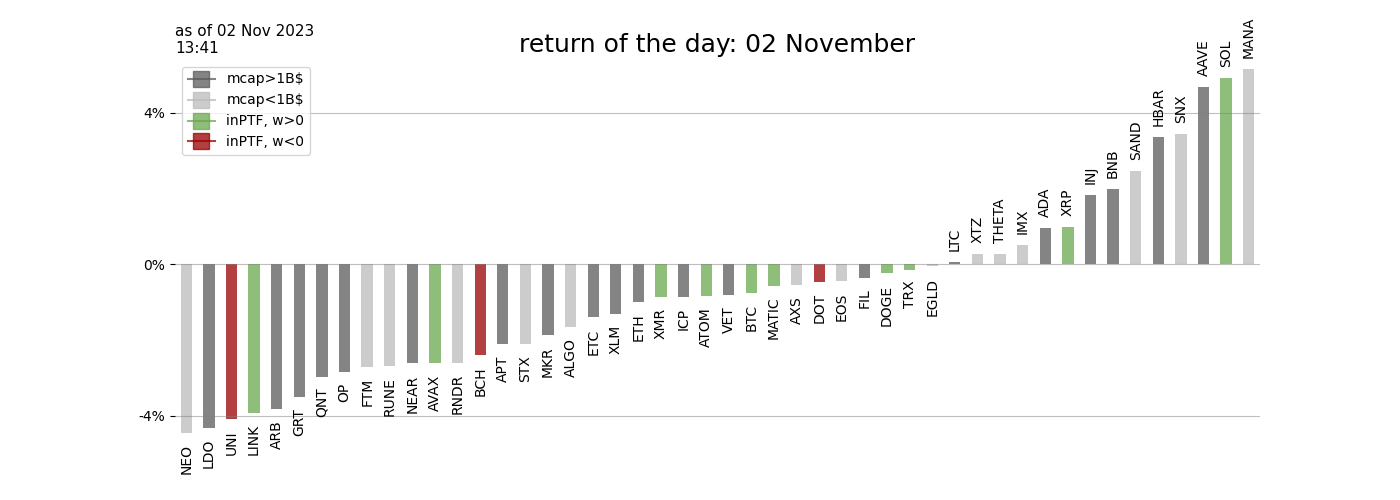 as of 02 Nov 2023
13:41
return of the day: 02 November
mcap>1B$
mcap<1B$
inPTF, w>0
inPTF, w<0
4%
0%
-4%
NEO
LDO
UNI
LINK
ARB
GRT
QNT
OP
FTM
RUNE
NEAR
AVAX
RNDR
BCH
APT
STX
MKR
ALGO
ETC
XLM
ETH
XMR
ICP
ATOM
VET
BTC
MATIC
AXS
DOT
EOS
FIL
DOGE
TRX
EGLD
LTC
XTZ
THETA
IMX
ADA
XRP
INJ
BNB
SAND
HBAR
SNX
AAVE
SOL
MANA